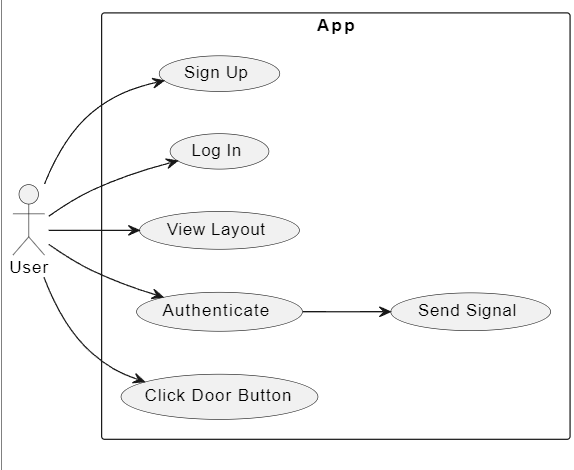 App
Sign Up
Log In
View Layout
User
Authenticate
Send Signal
Click Door Button